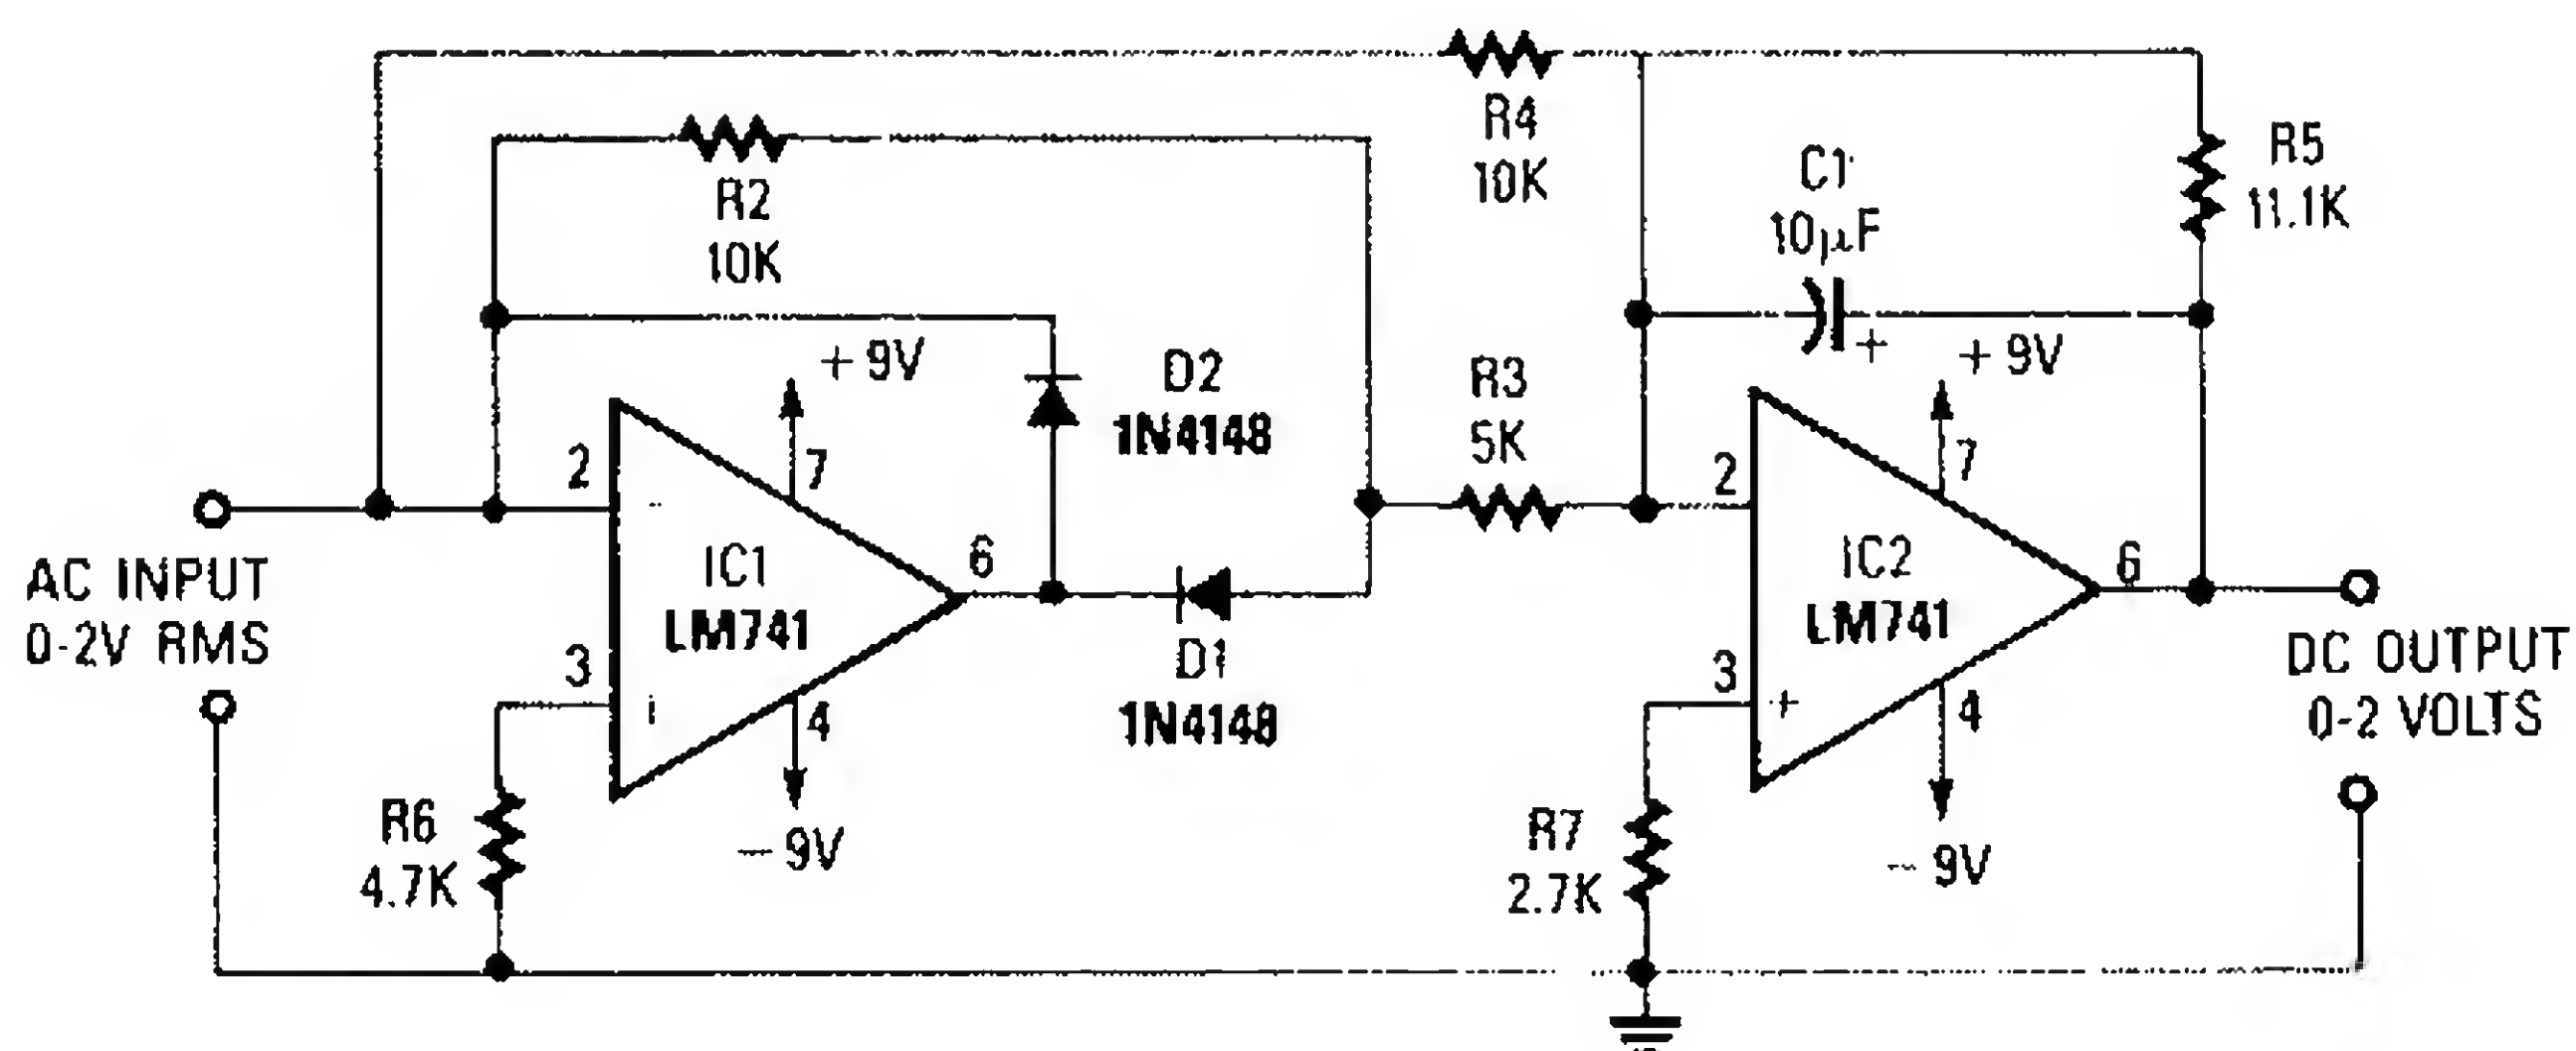 R4
10K
R2
10K
C1
10µF
+
R5
11.1K
+9V
D2
1N4148
R3
5K
+9V
2
-
7
IC1
LM741
6
3
4
-9V
D1
1N4148
AC INPUT
0-2V RMS
R6
4.7K
2
7
IC2
LM741
6
3
+
4
-9V
R7
2.7K
DC OUTPUT
0-2 VOLTS